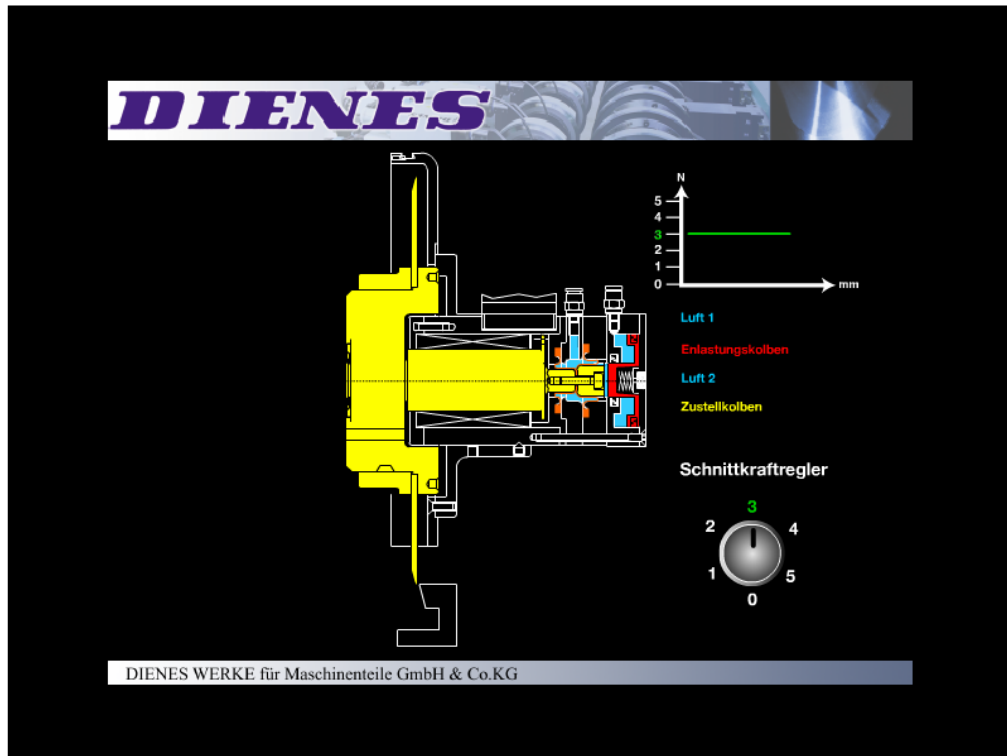 DIENES
N
5
4
3
2
1
0
mm
Luft 1
Enlastungskolben
Luft 2
Zustellkolben
Schnittkraftregler
3
2
4
1
5
0
DIENES WERKE für Maschinenteile GmbH & Co.KG